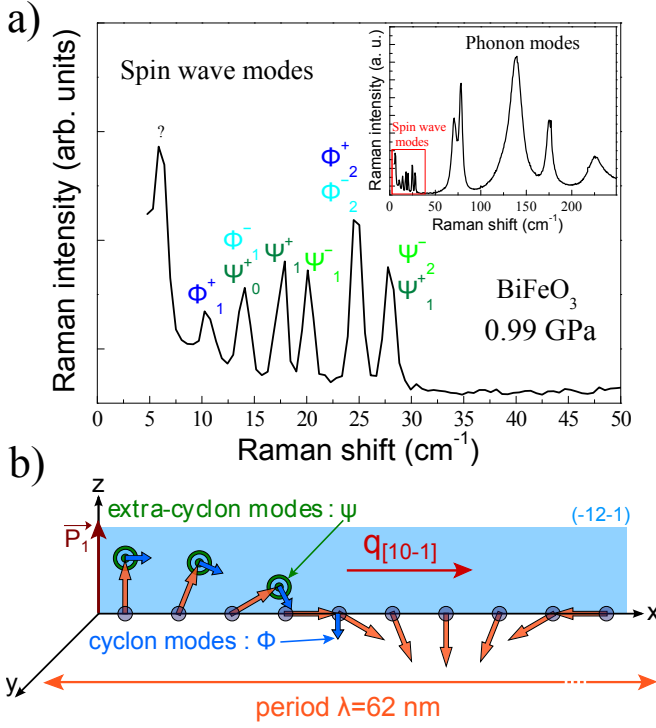 a)
Spin wave modes
?
Φ⁺₁
Φ⁻₁
Ψ⁺₀
Ψ⁺₁
Ψ⁻₁
Φ⁺₂
Φ⁻₂
Ψ⁻₂
Ψ⁺₁
BiFeO₃
0.99 GPa
Raman intensity (arb. units)
0 5 10 15 20 25 30 35 40 45 50
Raman shift (cm⁻¹)
Phonon modes
Spin wave
modes
Raman intensity (a. u.)
0 50 100 150 200
Raman shift (cm⁻¹)
b)
z
extra-cyclon modes : Ψ
(-12-1)
P₁
q[10-1]
x
cyclon modes : Φ
y
period λ=62 nm